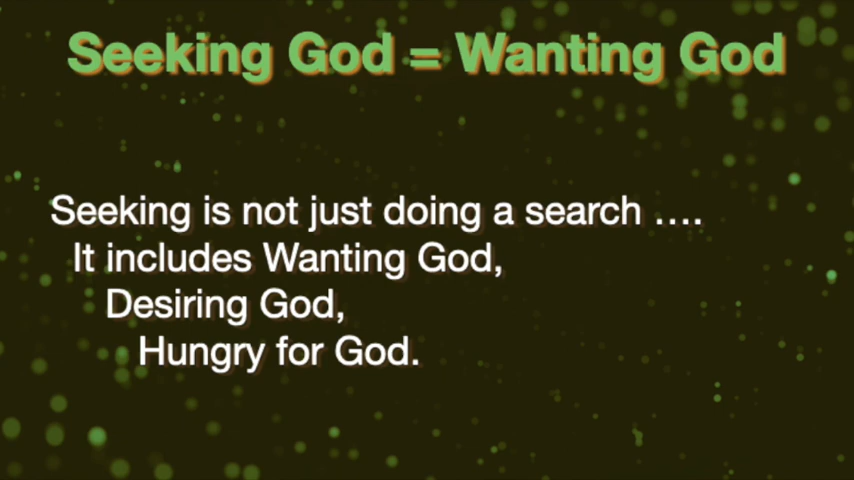 Seeking God = Wanting God
Seeking is not just doing a search ....
It includes Wanting God,
Desiring God,
Hungry for God.